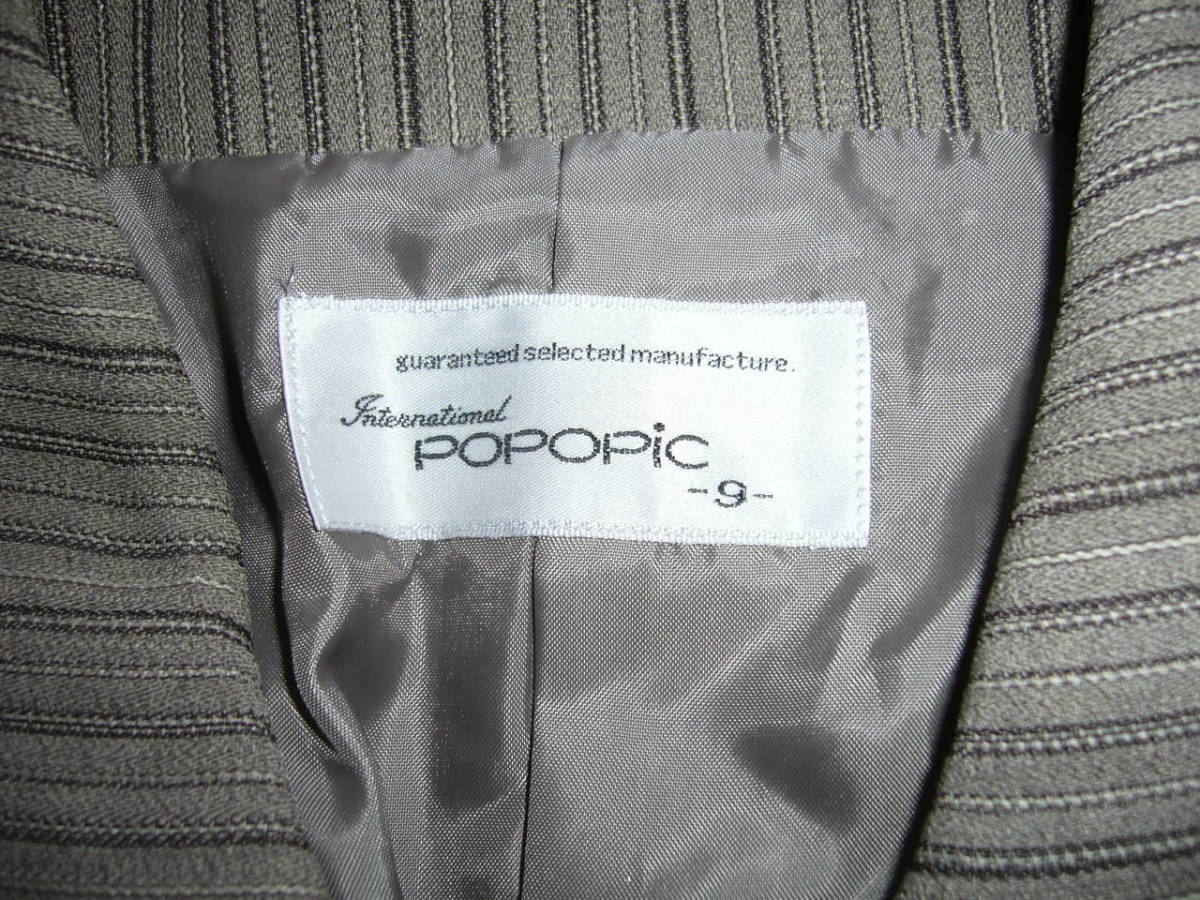 guaranteed selected manufacture.
International
POPOPiC
-9-